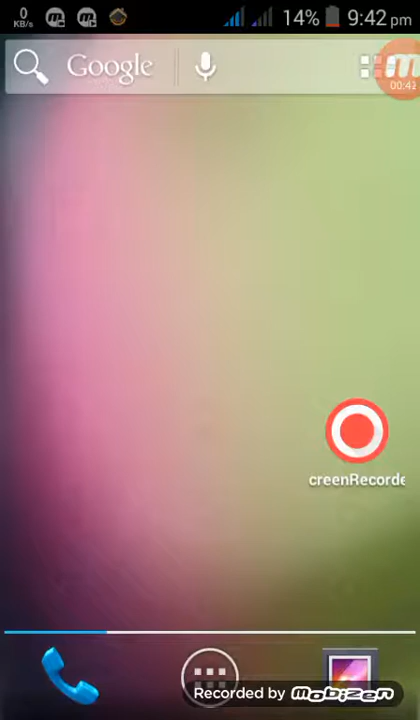 0
KB/s
14%
9:42 pm
Google
00:42
creenRecorde
Recorded by mobizen